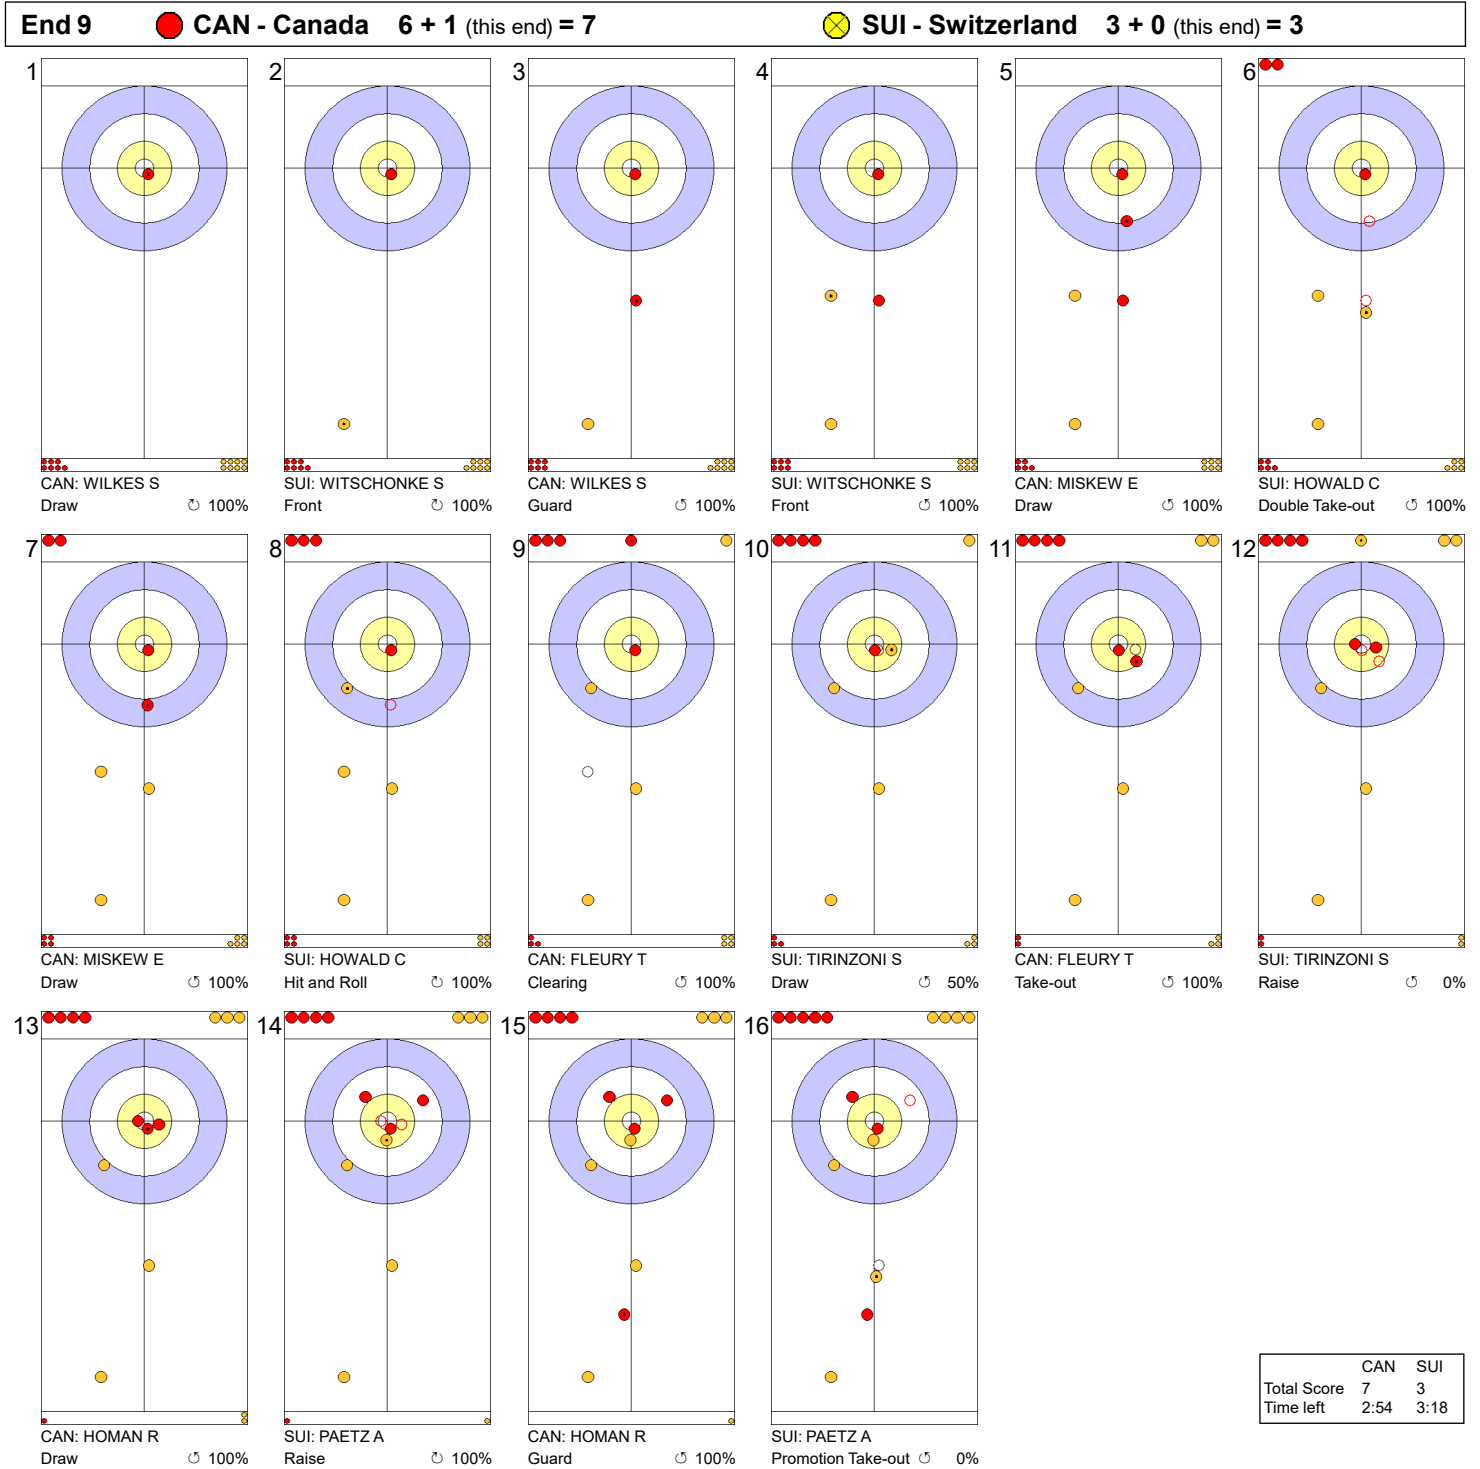 End 9 CAN - Canada 6 + 1 (this end) = 7 SUI - Switzerland 3 + 0 (this end) = 3
1 2 3 4 5 6
CAN: WILKES S SUI: WITSCHONKE S CAN: WILKES S SUI: WITSCHONKE S CAN: MISKEW E SUI: HOWALD C
Draw ↻ 100% Front ↻ 100% Guard ↺ 100% Front ↺ 100% Draw ↺ 100% Double Take-out ↺ 100%
7 8 9 10 11 12
CAN: MISKEW E SUI: HOWALD C CAN: FLEURY T SUI: TIRINZONI S CAN: FLEURY T SUI: TIRINZONI S
Draw ↺ 100% Hit and Roll ↺ 100% Clearing ↺ 100% Draw ↺ 50% Take-out ↺ 100% Raise ↺ 0%
13 14 15 16
CAN: HOMAN R SUI: PAETZ A CAN: HOMAN R SUI: PAETZ A
Draw ↺ 100% Raise ↺ 100% Guard ↺ 100% Promotion Take-out ↺ 0%
CAN SUI
Total Score 7 3
Time left 2:54 3:18